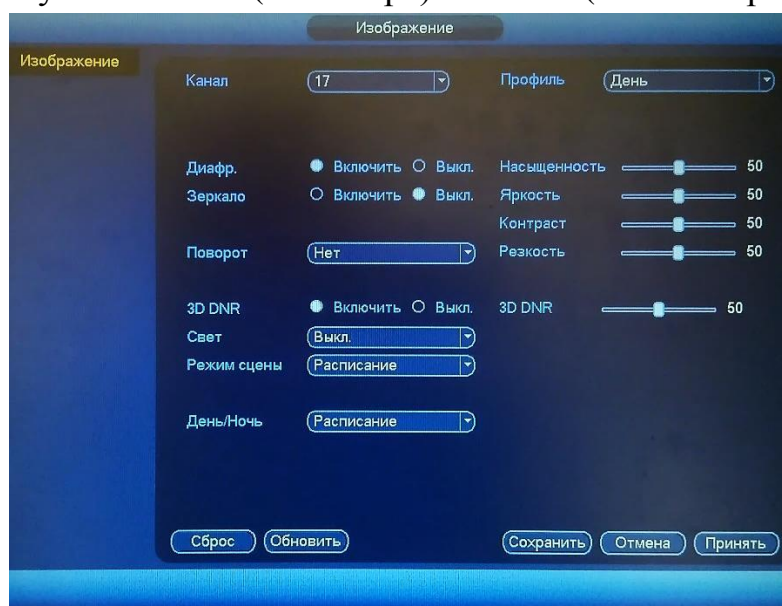 Изображение
Изображение
Канал 17 Профиль День
Диафр. Включить Выкл. Насыщенность 50
Зеркало Включить Выкл. Яркость 50
Контраст 50
Поворот Нет Резкость 50
3D DNR Включить Выкл. 3D DNR 50
Свет Выкл.
Режим сцены Расписание
День/Ночь Расписание
Сброс Обновить Сохранить Отмена Принять